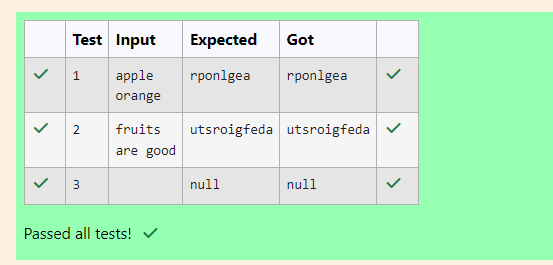 Test Input Expected Got
✓ 1 apple rponlgea rponlgea ✓
orange
✓ 2 fruits utsroigfeda utsroigfeda ✓
are good
✓ 3 null null ✓
Passed all tests! ✓